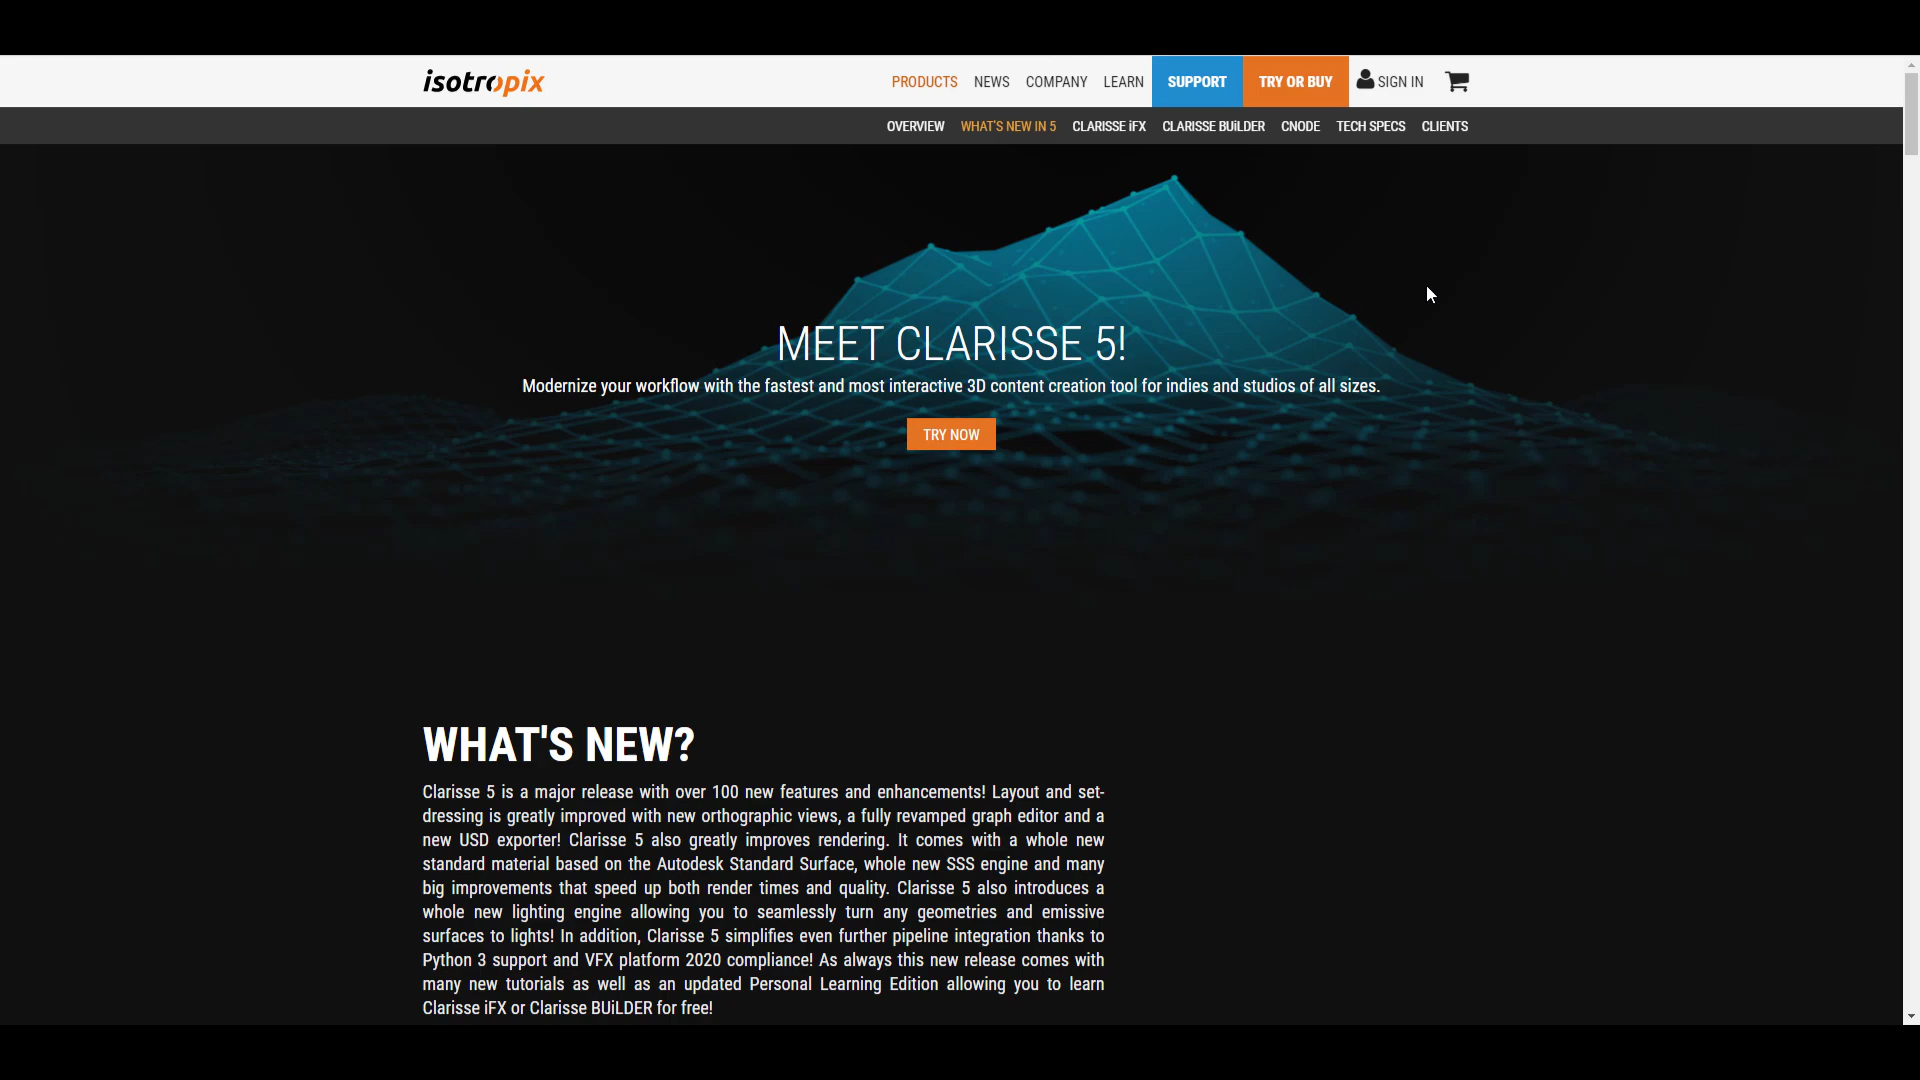 isotropix
PRODUCTS NEWS COMPANY LEARN SUPPORT TRY OR BUY SIGN IN
OVERVIEW WHAT'S NEW IN 5 CLARISSE iFX CLARISSE BUiLDER CNODE TECH SPECS CLIENTS
MEET CLARISSE 5!
Modernize your workflow with the fastest and most interactive 3D content creation tool for indies and studios of all sizes.
TRY NOW
WHAT'S NEW?
Clarisse 5 is a major release with over 100 new features and enhancements! Layout and set-
dressing is greatly improved with new orthographic views, a fully revamped graph editor and a
new USD exporter! Clarisse 5 also greatly improves rendering. It comes with a whole new
standard material based on the Autodesk Standard Surface, whole new SSS engine and many
big improvements that speed up both render times and quality. Clarisse 5 also introduces a
whole new lighting engine allowing you to seamlessly turn any geometries and emissive
surfaces to lights! In addition, Clarisse 5 simplifies even further pipeline integration thanks to
Python 3 support and VFX platform 2020 compliance! As always this new release comes with
many new tutorials as well as an updated Personal Learning Edition allowing you to learn
Clarisse iFX or Clarisse BUiLDER for free!